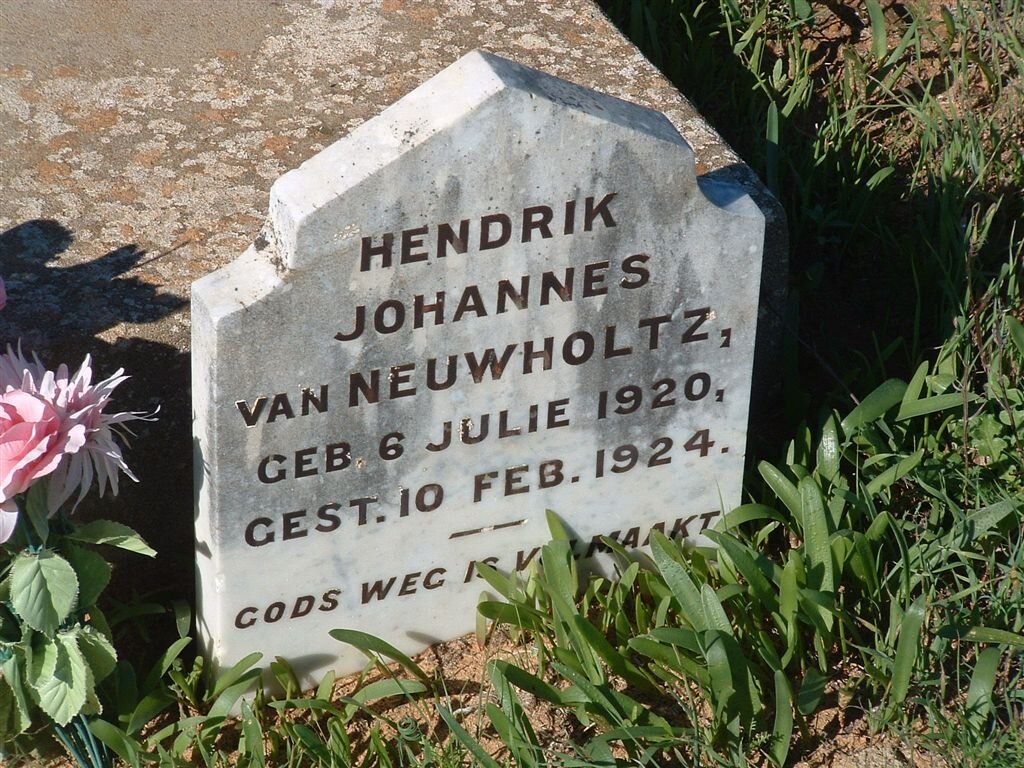 HENDRIK
JOHANNES
VAN NEUWHOLTZ,
GEB. 6 JULIE 1920,
GEST. 10 FEB. 1924.
GODS WEG IS